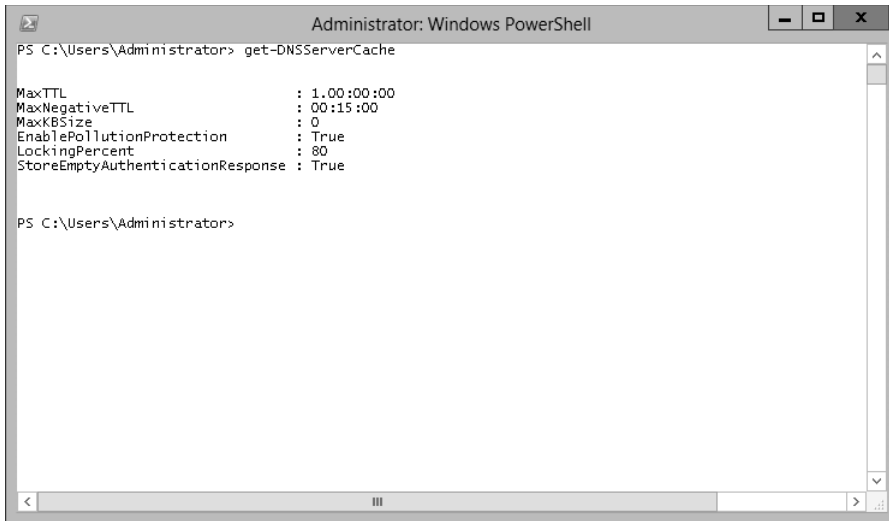 Administrator: Windows PowerShell
PS C:\Users\Administrator> get-DNSServerCache
MaxTTL : 1.00:00:00
MaxNegativeTTL : 00:15:00
MaxKBSize : 0
EnablePollutionProtection : True
LockingPercent : 80
StoreEmptyAuthenticationResponse : True
PS C:\Users\Administrator>